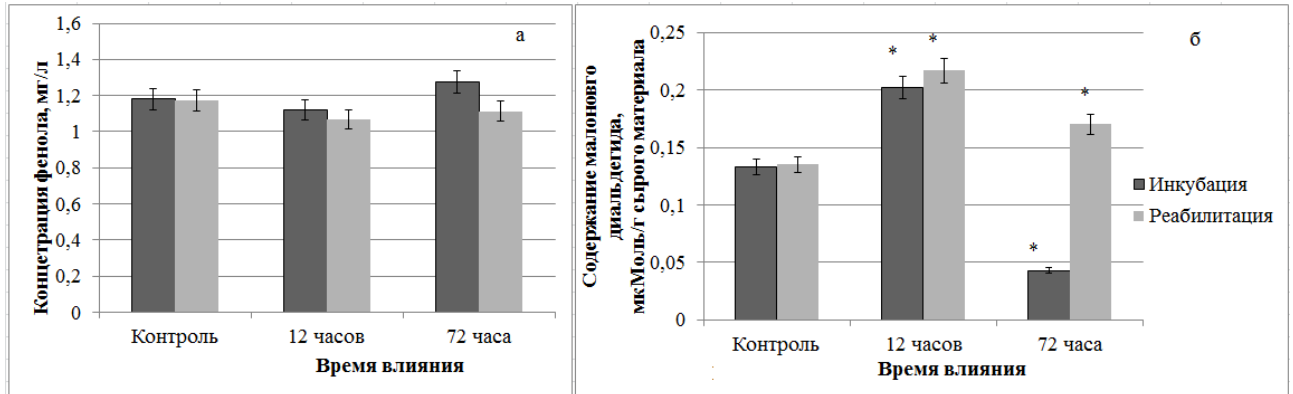 1,6
а
1,4
1,2
1
0,8
0,6
0,4
0,2
0
Концетрация фенола, мг/л
Контроль
12 часов
72 часа
Время влияния
0,25
б
0,2
0,15
0,1
0,05
0
* *
*
*
Содержание малоновго
диальдегида,
мкМоль/г сырого материала
Контроль
12 часов
72 часа
Время влияния
Инкубация
Реабилитация